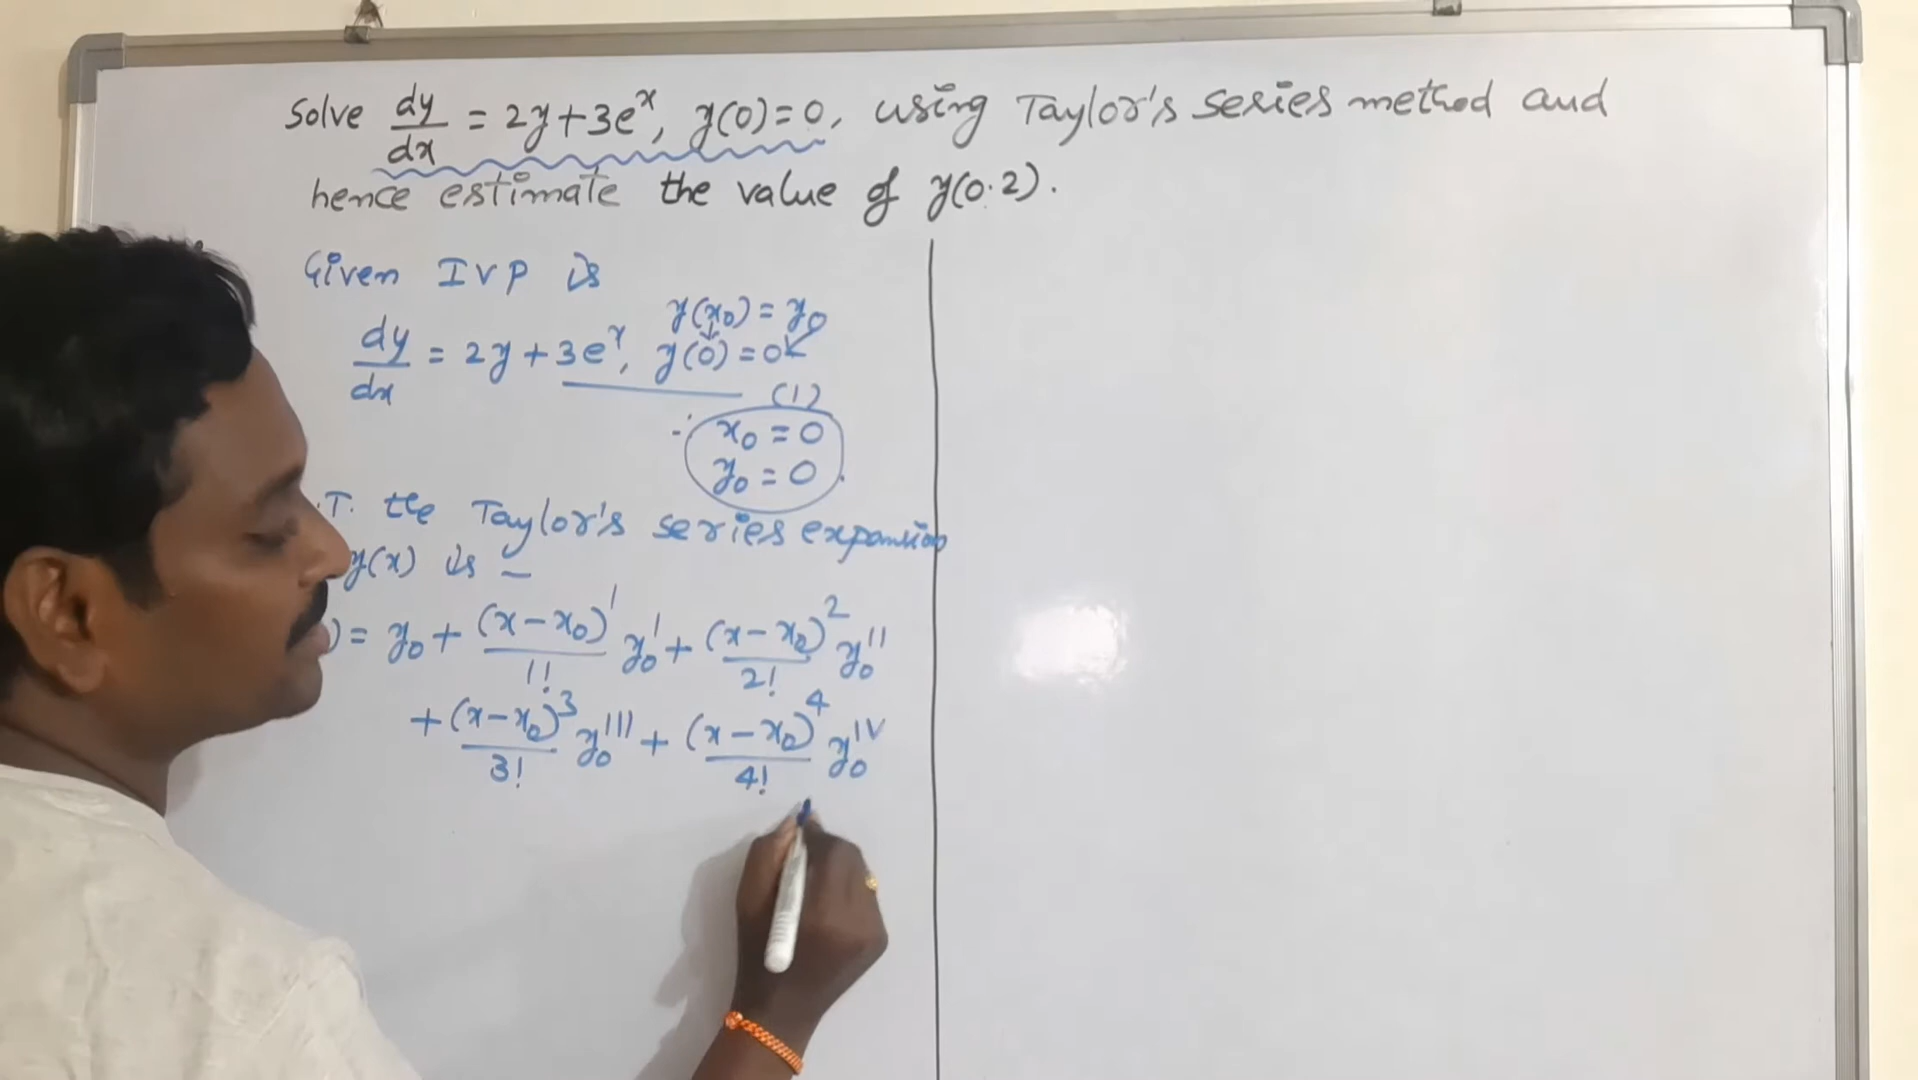 Solve dy/dx = 2y+3e^x, y(0)=0, using Taylor's series method and
hence estimate the value of y(0.2).
Given IVP is
y(x₀) = y₀
dy/dx = 2y+3e^x, y(0)=0
(1)
∴ x₀ = 0
y₀ = 0.
.T. the Taylor's series expansion
y(x) is –
) = y₀ + (x-x₀)^1/1! y₀' + (x-x₀)^2/2! y₀''
+ (x-x₀)^3/3! y₀''' + (x-x₀)^4/4! y₀^IV